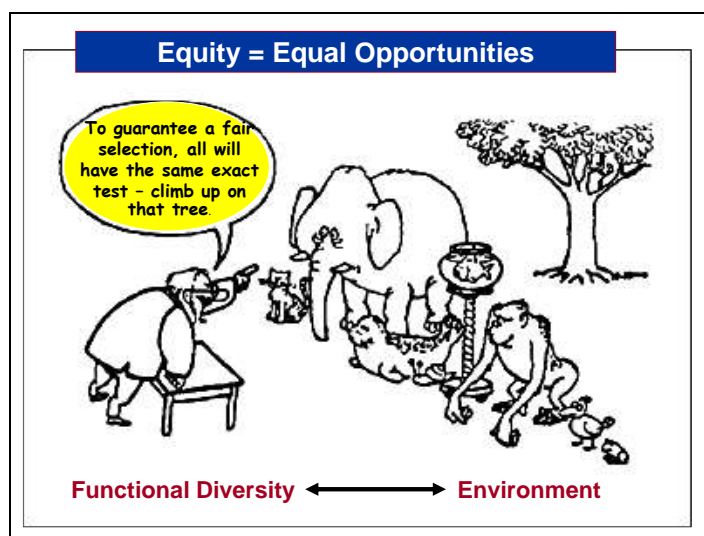 Equity = Equal Opportunities
To guarantee a fair
selection, all will
have the same exact
test – climb up on
that tree.
Functional Diversity
Environment